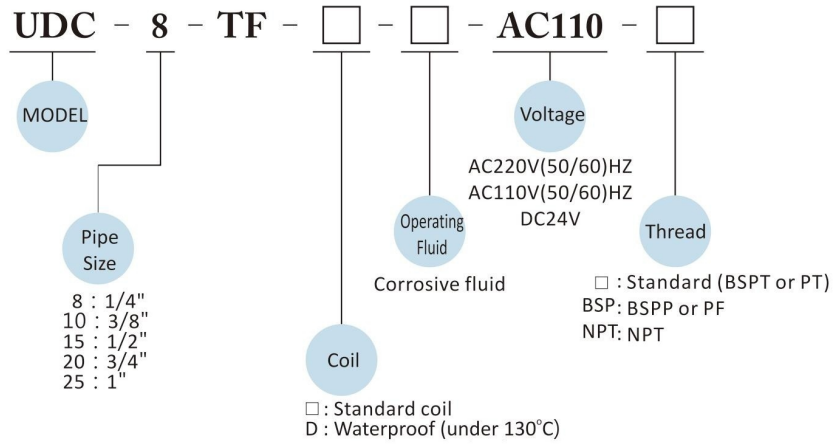 UDC - 8 - TF - □ - □ - AC110 - □
MODEL
Pipe
Size
8 : 1/4"
10 : 3/8"
15 : 1/2"
20 : 3/4"
25 : 1"
Coil
□ : Standard coil
D : Waterproof (under 130°C)
Operating
Fluid
Corrosive fluid
Voltage
AC220V(50/60)HZ
AC110V(50/60)HZ
DC24V
Thread
□ : Standard (BSPT or PT)
BSP: BSPP or PF
NPT: NPT